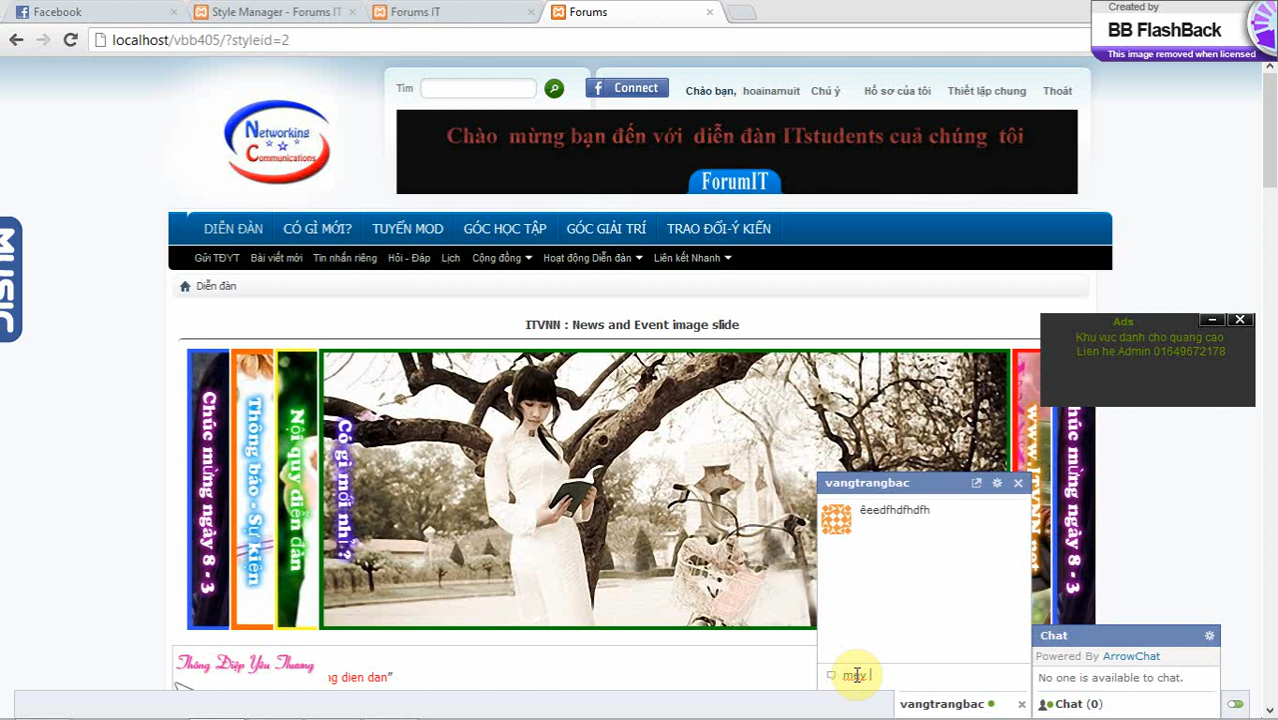 Facebook
Style Manager - Forums IT
Forums IT
Forums
Created by
BB FlashBack
This image removed when licensed
localhost/vbb405/?styleid=2
Networking
Communications
Tìm
f Connect
Chào bạn, hoainamuit
Chú ý
Hồ sơ của tôi
Thiết lập chung
Thoát
Chào mừng bạn đến với diễn đàn ITstudents cuả chúng tôi
ForumIT
MUSIC
DIỄN ĐÀN
CÓ GÌ MỚI?
TUYỂN MOD
GÓC HỌC TẬP
GÓC GIẢI TRÍ
TRAO ĐỔI-Ý KIẾN
Gửi TĐYT
Bài viết mới
Tin nhắn riêng
Hỏi - Đáp
Lịch
Cộng đồng
Hoạt động Diễn đàn
Liên kết Nhanh
Diễn đàn
ITVNN : News and Event image slide
Ads
Khu vuc danh cho quang cao
Lien he Admin 01649672178
Chúc mừng ngày 8 - 3
Thông báo - Sự kiện
Nội quy diễn đàn
Có gì mới nhỉ ?
Chúc mừng ngày 8 - 3
vangtrangbac
êeedfhdfhdfh
Thông Điệp Yêu Thương
ng dien dan”
Chat
Powered By ArrowChat
No one is available to chat.
vangtrangbac
Chat (0)